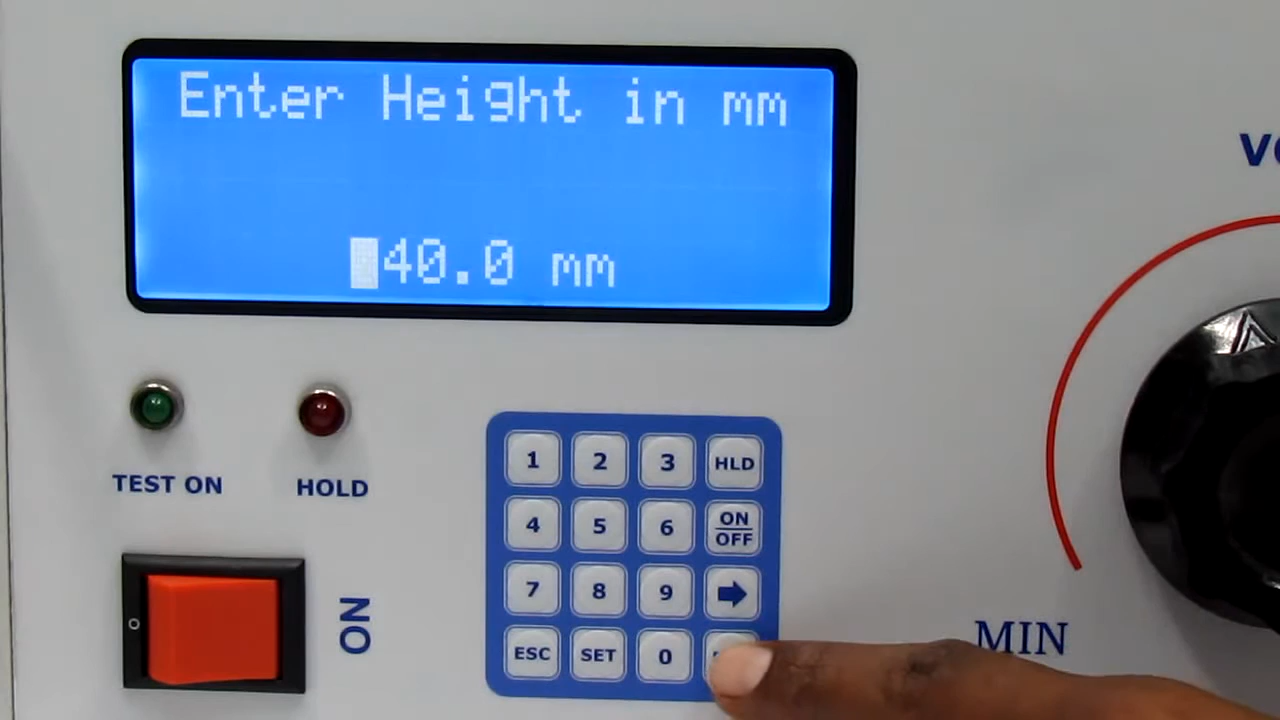 Enter Height in mm
40.0 mm
TEST ON
HOLD
1 2 3 HLD
4 5 6 ON OFF
7 8 9
ESC SET 0
O
ON
MIN